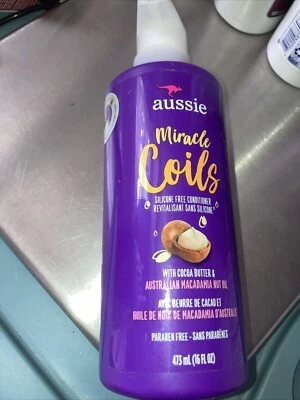 aussie
Miracle
Coils
SILICONE FREE CONDITIONER
REVITALISANT SANS SILICONE
WITH COCOA BUTTER &
AUSTRALIAN MACADAMIA NUT OIL
AVEC BEURRE DE CACAO ET
HUILE DE NOIX DE MACADAMIA D'AUSTRALIE
PARABEN FREE - SANS PARABÈNES
473 mL (16 FL OZ)